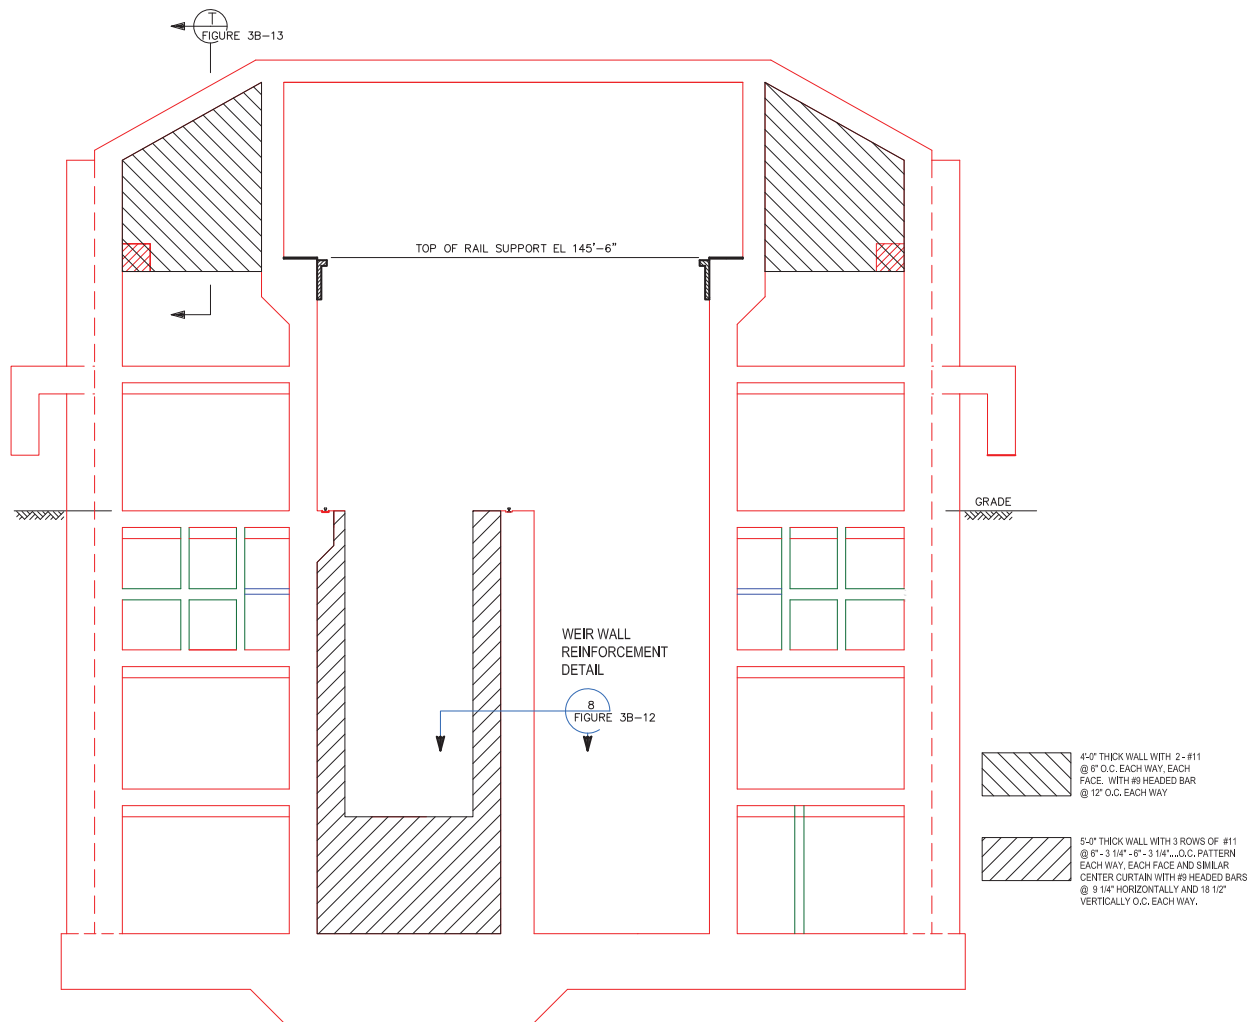 T
FIGURE 3B-13
TOP OF RAIL SUPPORT EL 145'-6"
GRADE
WEIR WALL
REINFORCEMENT
DETAIL
8
FIGURE 3B-12
4'-0" THICK WALL WITH 2 - #11
@ 6" O.C. EACH WAY, EACH
FACE. WITH #9 HEADED BAR
@ 12" O.C. EACH WAY
5'-0" THICK WALL WITH 3 ROWS OF #11
@ 6" - 3 1/4" - 6" - 3 1/4"....O.C. PATTERN
EACH WAY, EACH FACE AND SIMILAR
CENTER CURTAIN WITH #9 HEADED BARS
@ 9 1/4" HORIZONTALLY AND 18 1/2"
VERTICALLY O.C. EACH WAY.